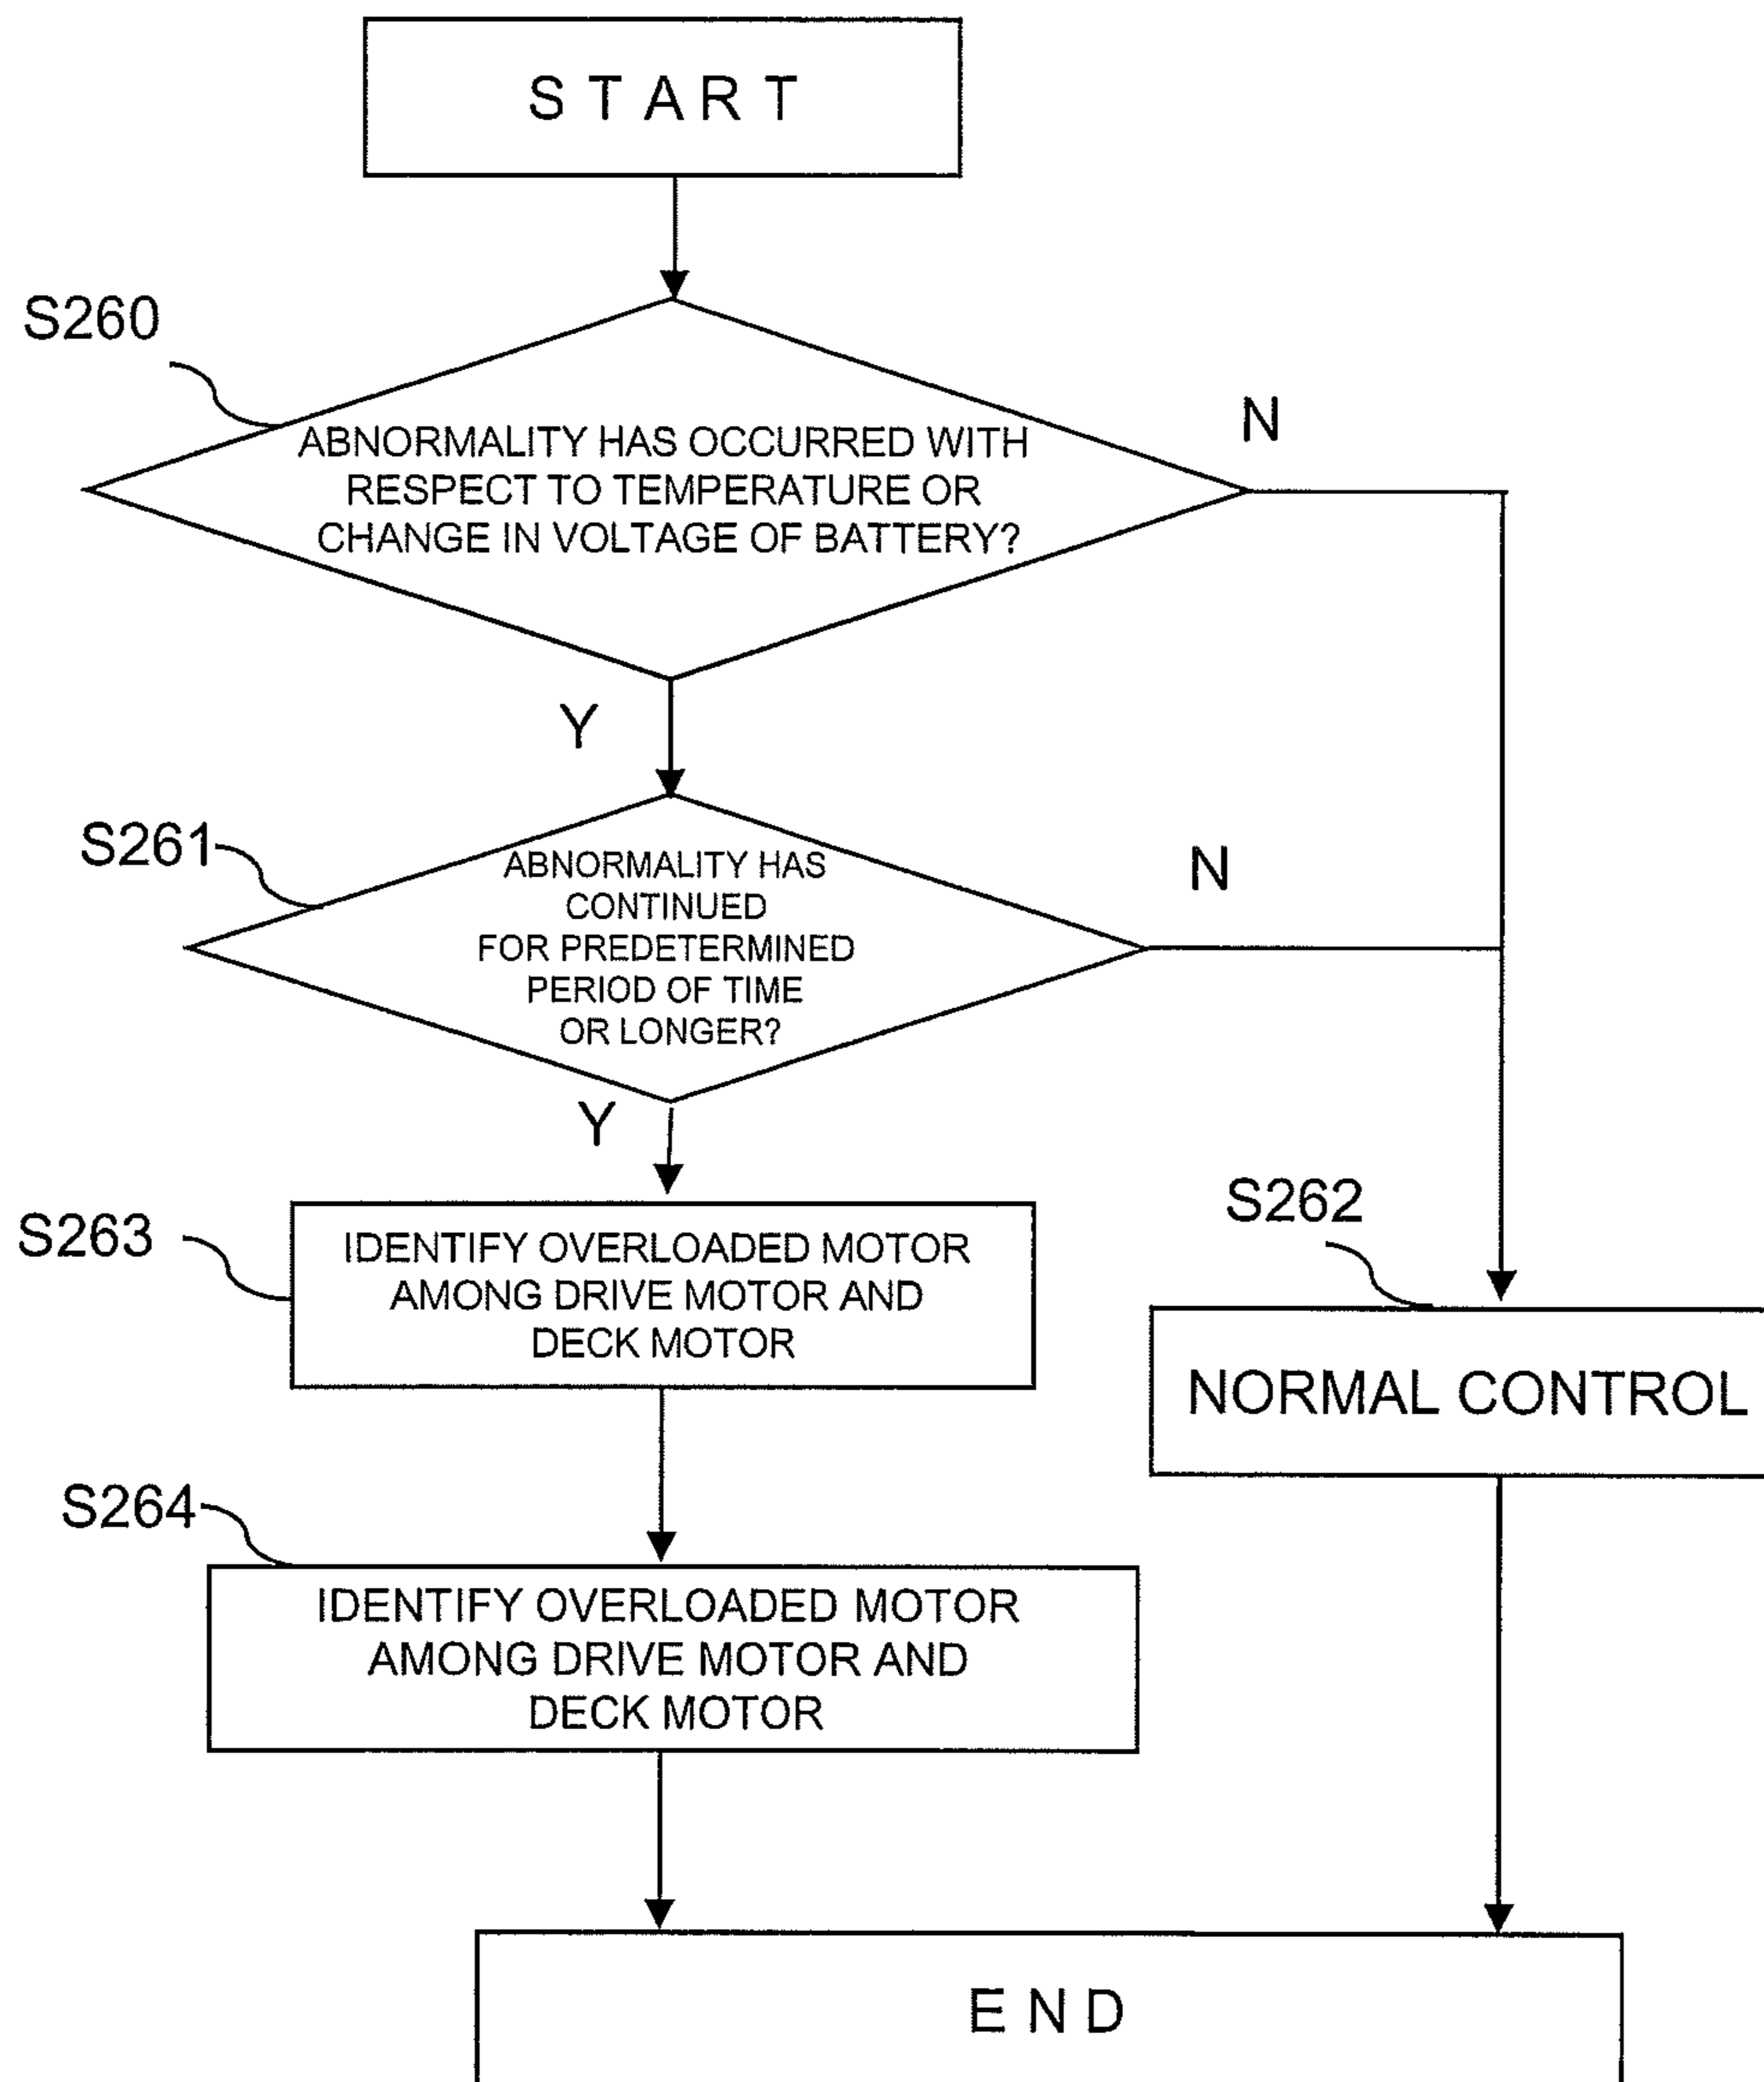 START
S260
ABNORMALITY HAS OCCURRED WITH
RESPECT TO TEMPERATURE OR
CHANGE IN VOLTAGE OF BATTERY?
N
Y
S261
ABNORMALITY HAS
CONTINUED
FOR PREDETERMINED
PERIOD OF TIME
OR LONGER?
N
Y
S263
IDENTIFY OVERLOADED MOTOR
AMONG DRIVE MOTOR AND
DECK MOTOR
S262
NORMAL CONTROL
S264
IDENTIFY OVERLOADED MOTOR
AMONG DRIVE MOTOR AND
DECK MOTOR
END